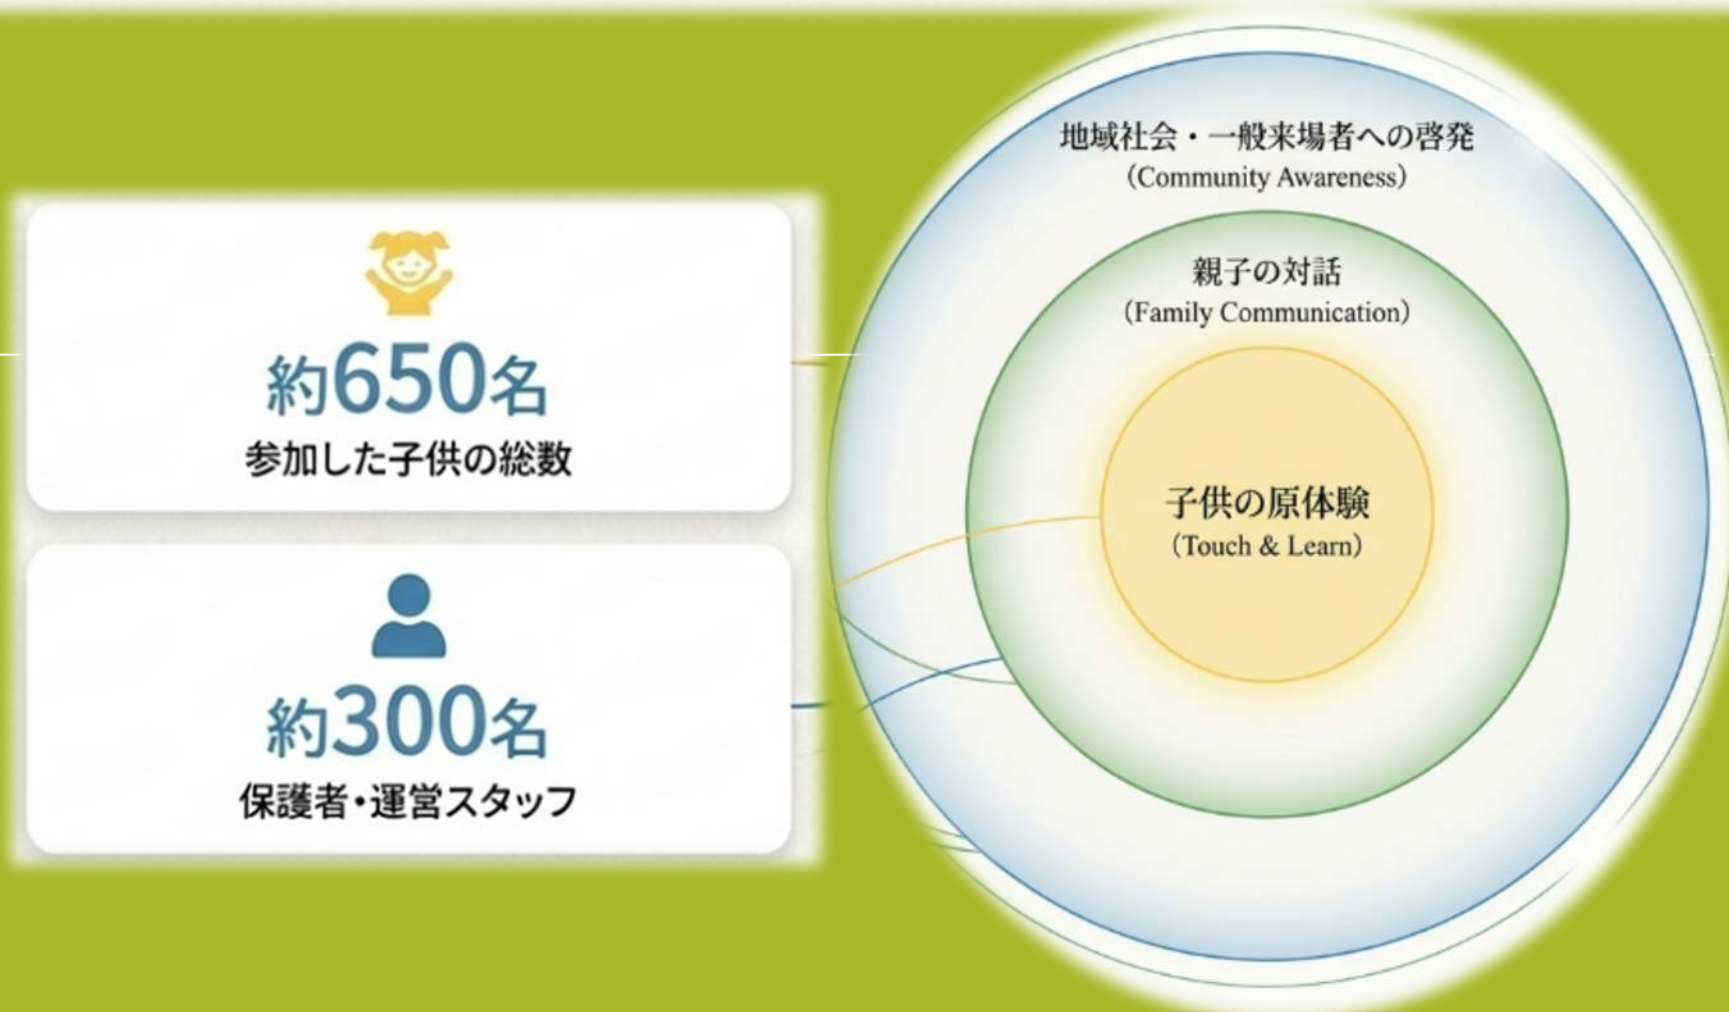 約650名
参加した子供の総数
約300名
保護者・運営スタッフ
地域社会・一般来場者への啓発
(Community Awareness)
親子の対話
(Family Communication)
子供の原体験
(Touch & Learn)